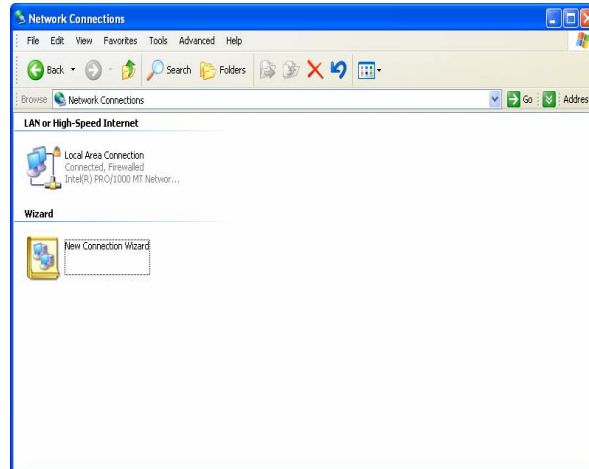 Network Connections
File Edit View Favorites Tools Advanced Help
Back Search Folders
Browse Network Connections Go Addres
LAN or High-Speed Internet
Local Area Connection
Connected, Firewalled
Intel(R) PRO/1000 MT Networ...
Wizard
New Connection Wizard